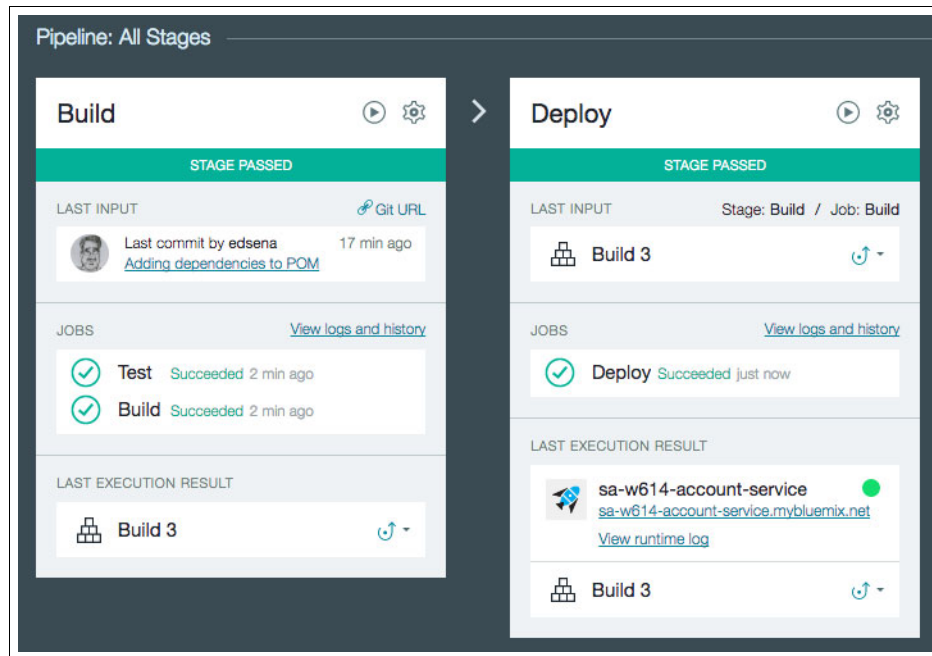 Pipeline: All Stages
Build
STAGE PASSED
LAST INPUT Git URL
Last commit by edsena 17 min ago
Adding dependencies to POM
JOBS View logs and history
Test Succeeded 2 min ago
Build Succeeded 2 min ago
LAST EXECUTION RESULT
Build 3
Deploy
STAGE PASSED
LAST INPUT Stage: Build / Job: Build
Build 3
JOBS View logs and history
Deploy Succeeded just now
LAST EXECUTION RESULT
sa-w614-account-service
sa-w614-account-service.mybluemix.net
View runtime log
Build 3